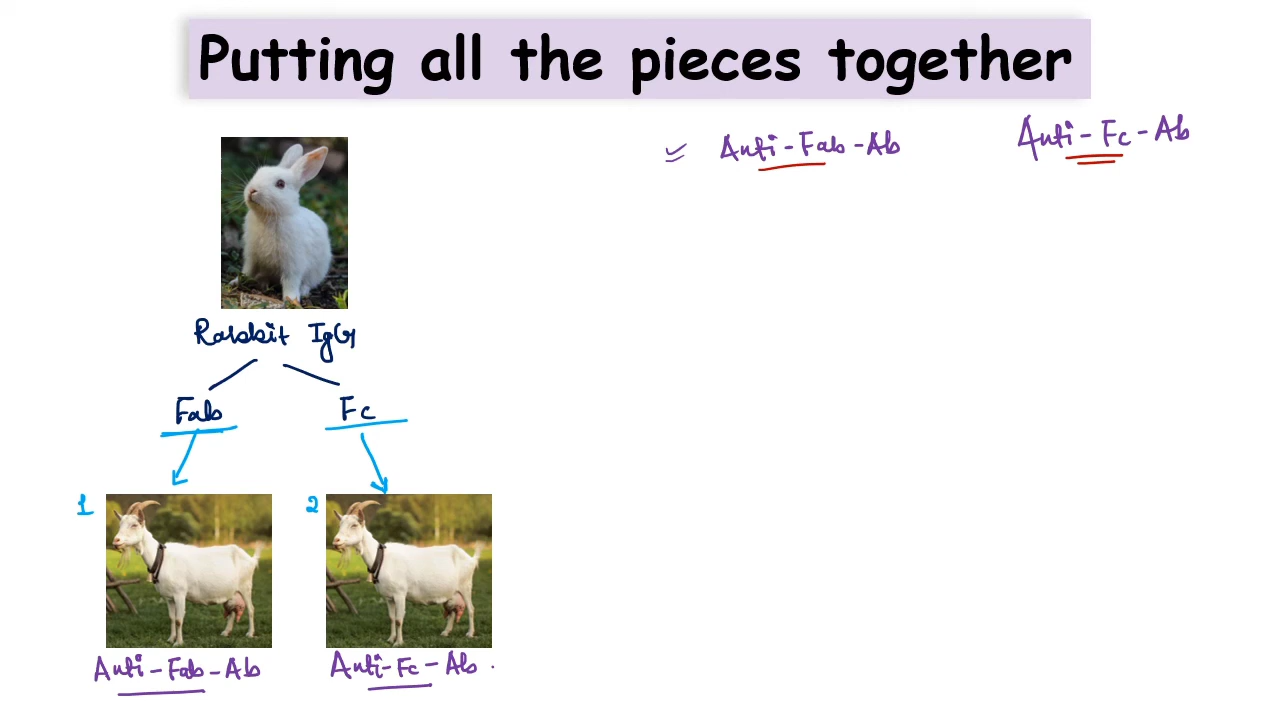 Putting all the pieces together
Anti-Fab-Ab
Anti-Fc-Ab
Rabbit IgG
Fab
Fc
1
2
Anti-Fab-Ab
Anti-Fc-Ab